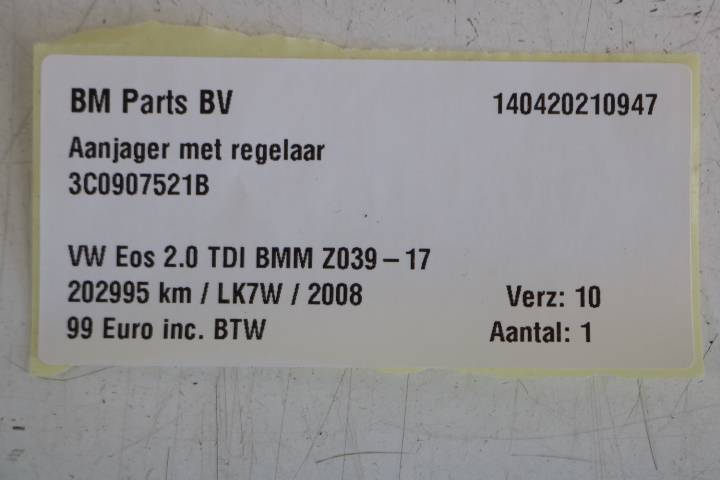 BM Parts BV 140420210947
Aanjager met regelaar
3C0907521B
VW Eos 2.0 TDI BMM Z039-17
202995 km / LK7W / 2008 Verz: 10
99 Euro inc. BTW Aantal: 1